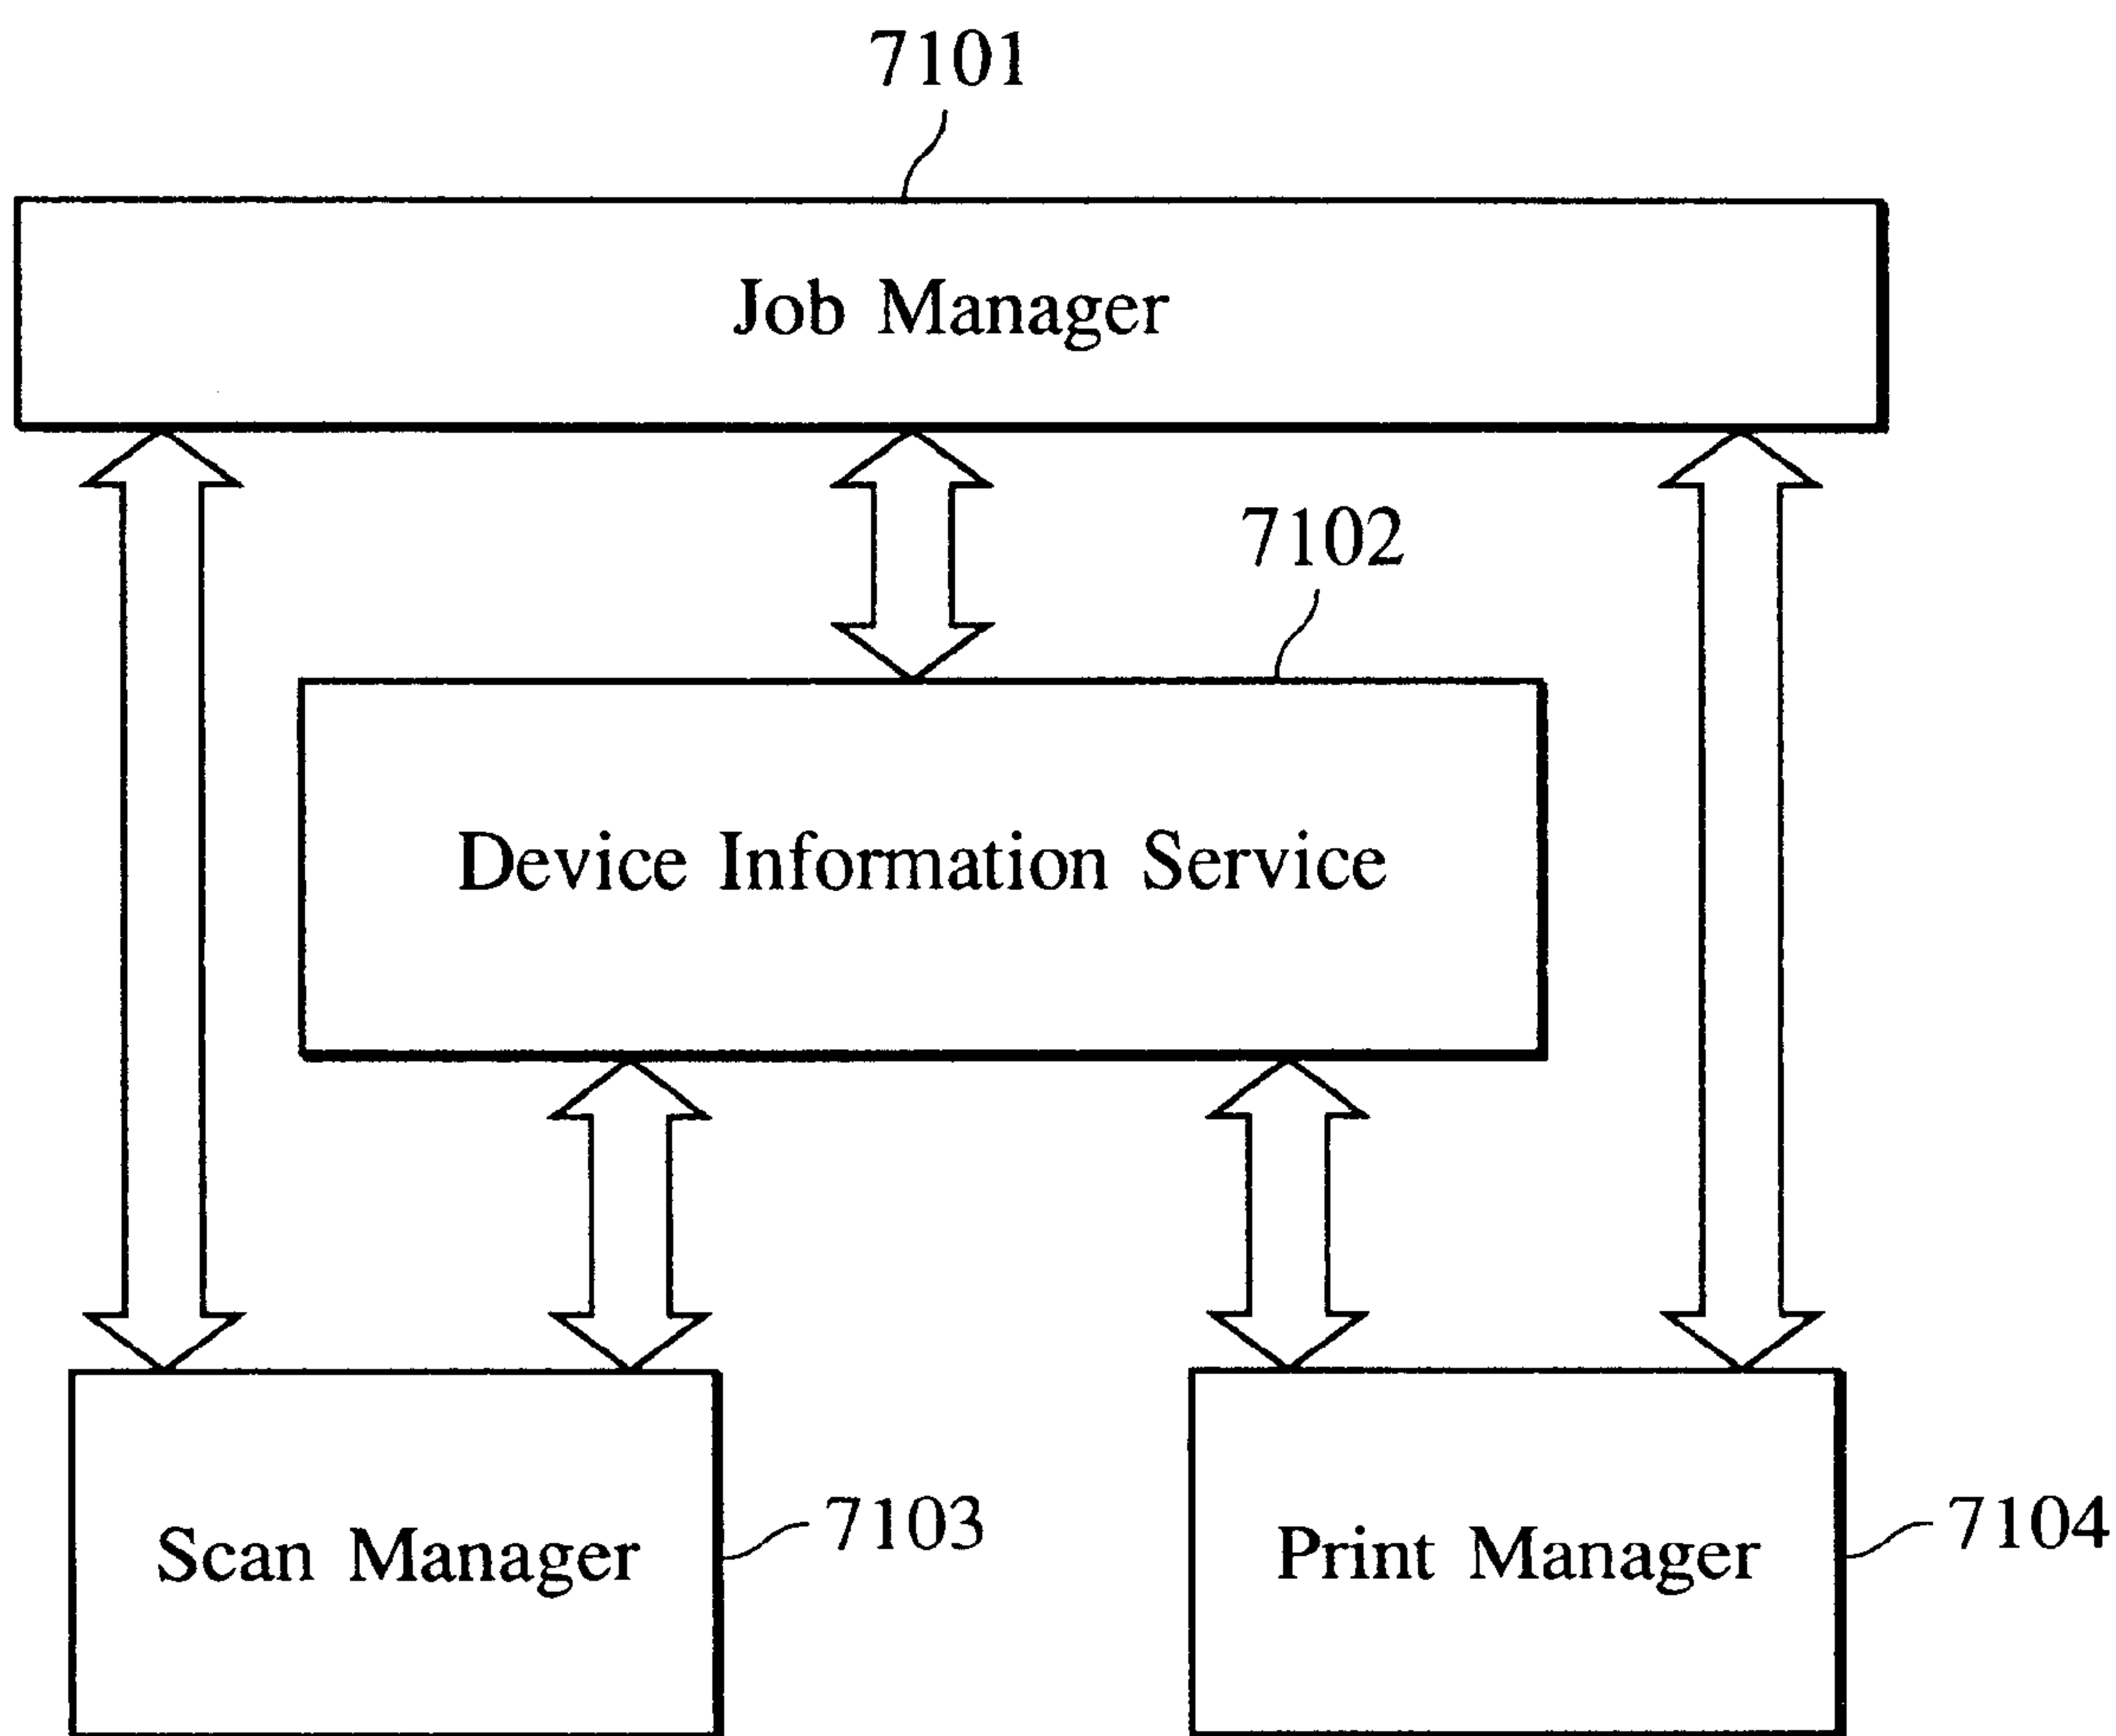 7101
Job Manager
7102
Device Information Service
Scan Manager
7103
Print Manager
7104